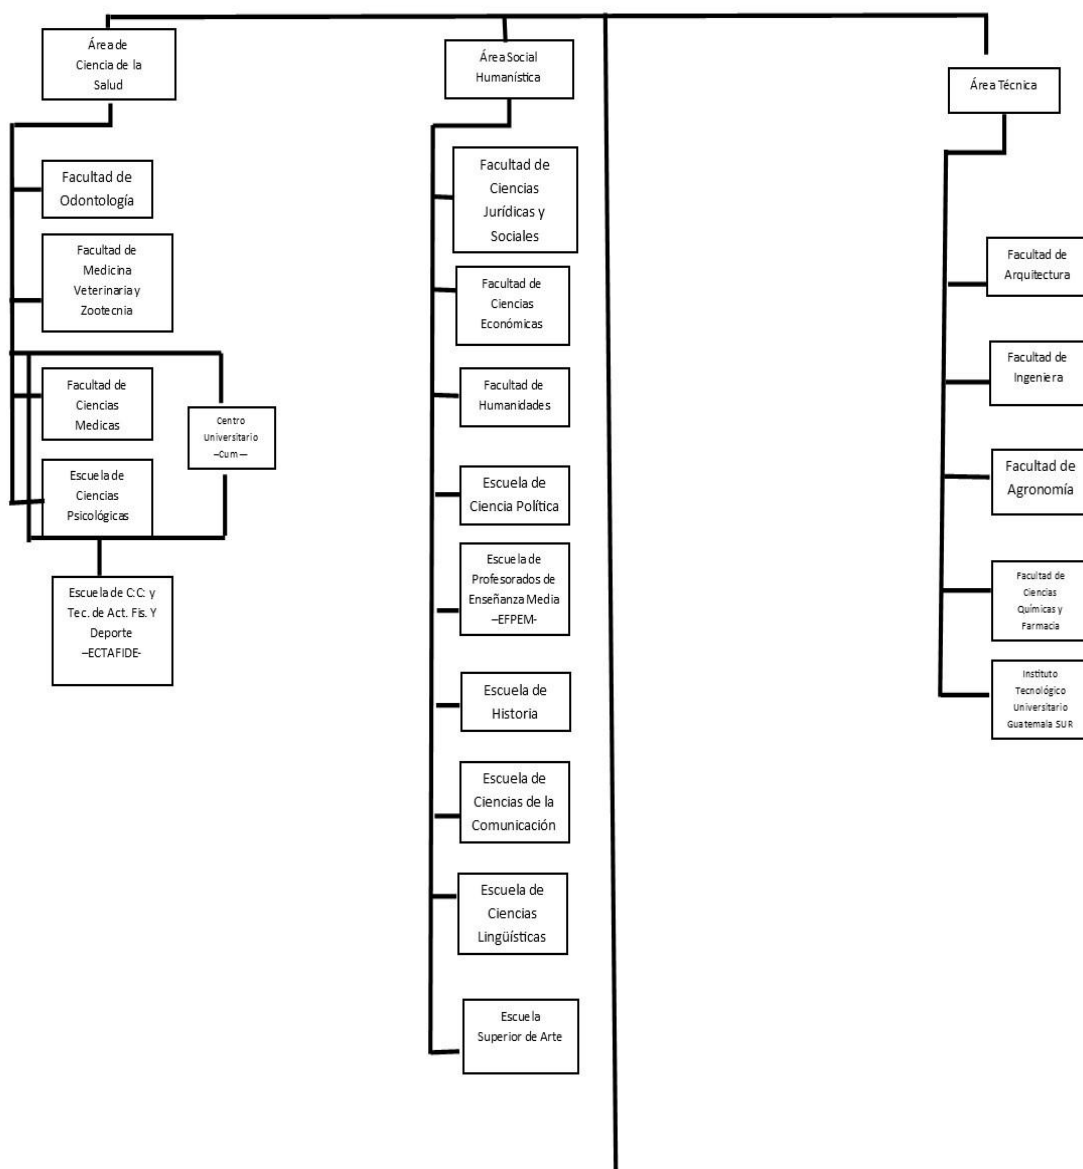 Área de
Ciencia de la
Salud
Área Social
Humanística
Área Técnica
Facultad de
Odontología
Facultad de
Medicina
Veterinaria y
Zootecnia
Facultad de
Ciencias
Medicas
Centro
Universitario
–Cum—
Escuela de
Ciencias
Psicológicas
Escuela de C.C: y
Tec. de Act. Fis. Y
Deporte
–ECTAFIDE-
Facultad de
Ciencias
Jurídicas y
Sociales
Facultad de
Ciencias
Económicas
Facultad de
Humanidades
Escuela de
Ciencia Política
Escuela de
Profesorados de
Enseñanza Media
–EFPEM-
Escuela de
Historia
Escuela de
Ciencias de la
Comunicación
Escuela de
Ciencias
Lingüísticas
Escuela
Superior de Arte
Facultad de
Arquitectura
Facultad de
Ingeniera
Facultad de
Agronomía
Facultad de
Ciencias
Químicas y
Farmacia
Instituto
Tecnológico
Universitario
Guatemala SUR